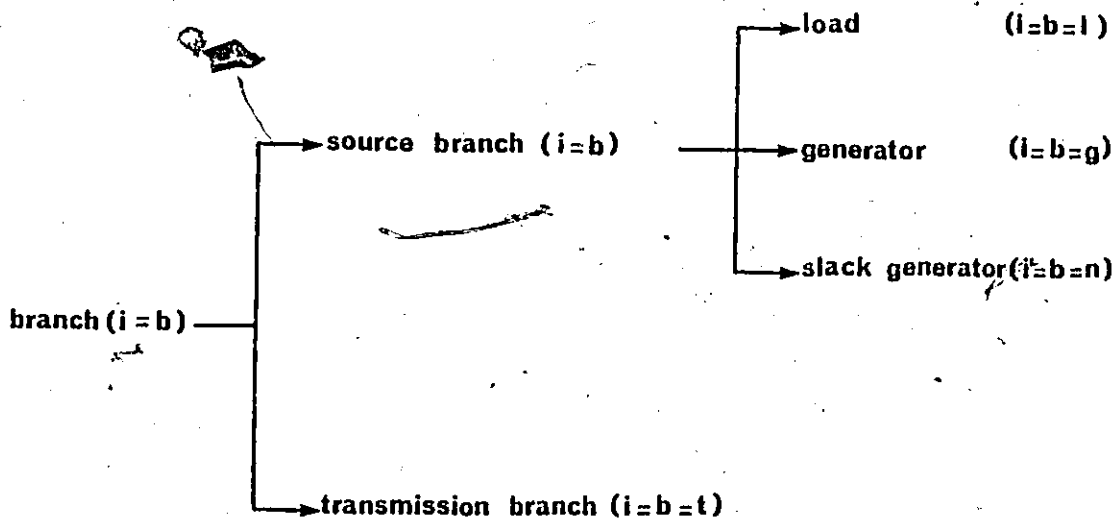 load (i=b=l)
source branch (i=b)
generator (i=b=g)
slack generator (i=b=n)
branch (i=b)
transmission branch (i=b=t)